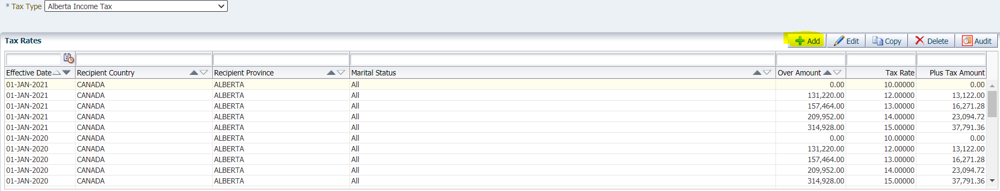 * Tax Type Alberta Income Tax
Tax Rates Add Edit Copy Delete Audit
Effective Date Recipient Country Recipient Province Marital Status Over Amount Tax Rate Plus Tax Amount
01-JAN-2021 CANADA ALBERTA All 0.00 10.00000 0.00
01-JAN-2021 CANADA ALBERTA All 131,220.00 12.00000 13,122.00
01-JAN-2021 CANADA ALBERTA All 157,464.00 13.00000 16,271.28
01-JAN-2021 CANADA ALBERTA All 209,952.00 14.00000 23,094.72
01-JAN-2021 CANADA ALBERTA All 314,928.00 15.00000 37,791.36
01-JAN-2020 CANADA ALBERTA All 0.00 10.00000 0.00
01-JAN-2020 CANADA ALBERTA All 131,220.00 12.00000 13,122.00
01-JAN-2020 CANADA ALBERTA All 157,464.00 13.00000 16,271.28
01-JAN-2020 CANADA ALBERTA All 209,952.00 14.00000 23,094.72
01-JAN-2020 CANADA ALBERTA All 314,928.00 15.00000 37,791.36